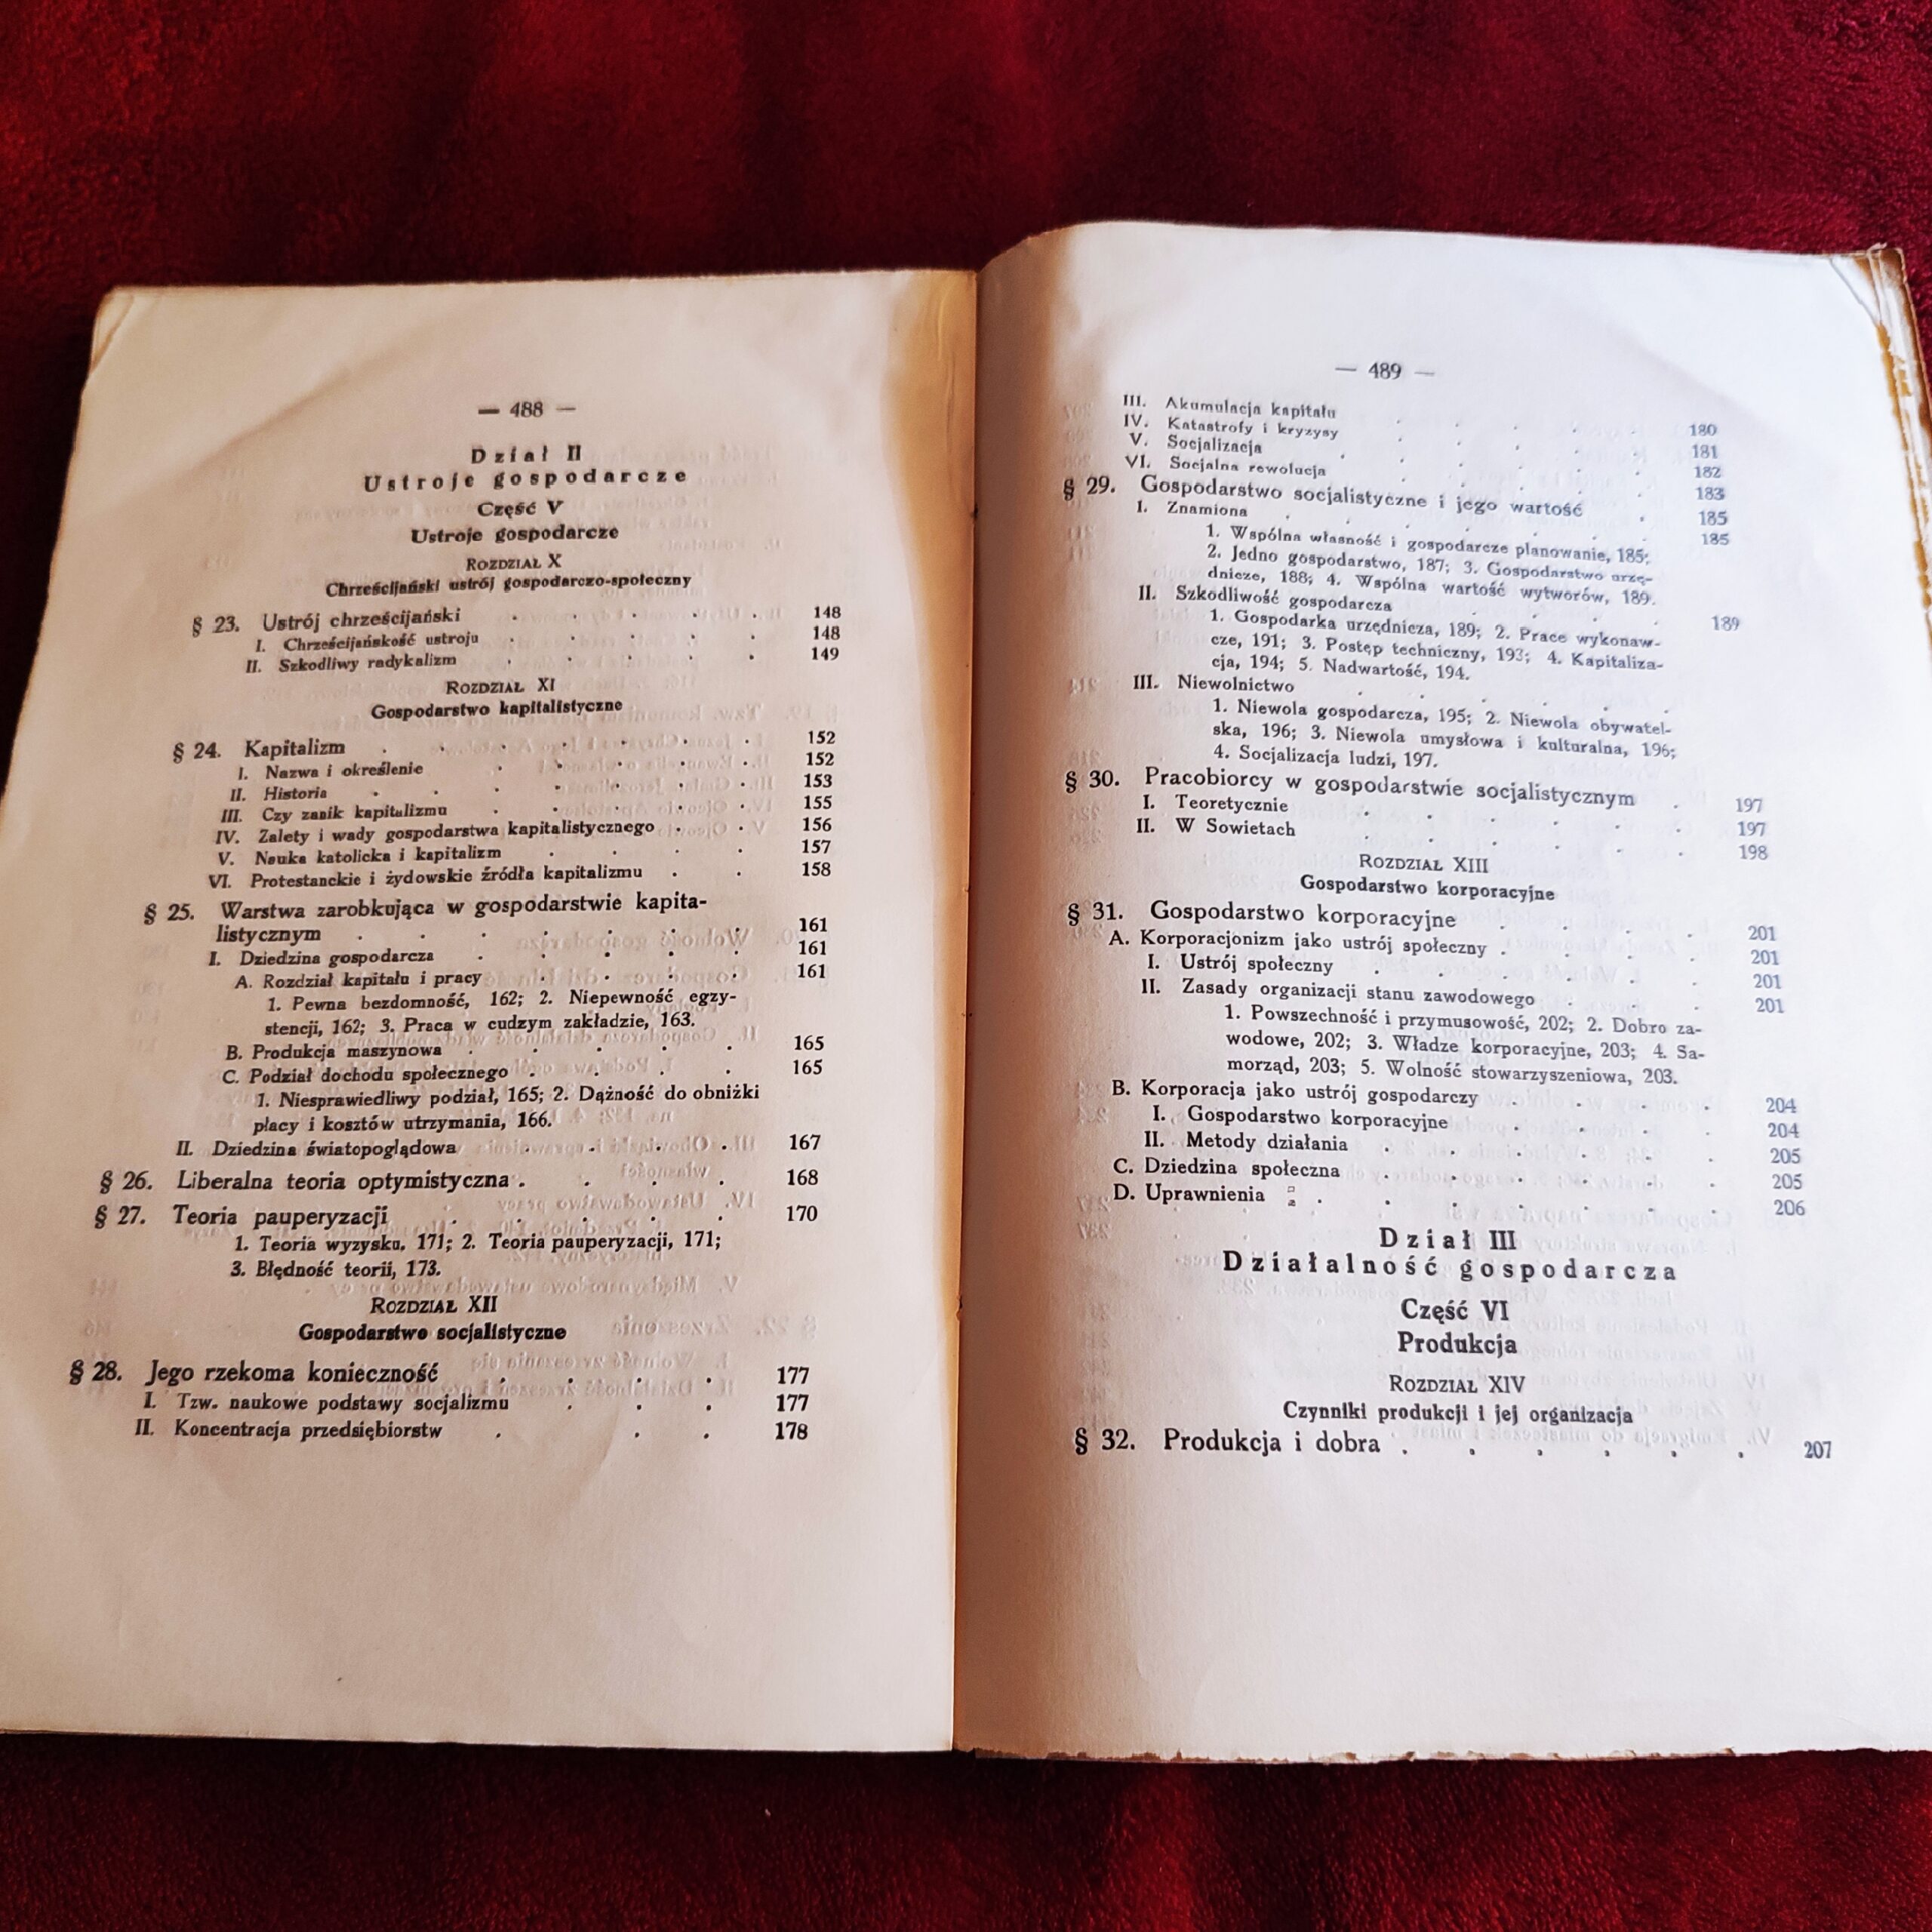 — 488 —
Dział II
Ustroje gospodarcze
Część V
Ustroje gospodarcze
ROZDZIAŁ X
Chrześcijański ustrój gospodarczo-społeczny
§ 23. Ustrój chrześcijański . . . . . 148
I. Chrześcijańskość ustroju . . . . . 148
II. Szkodliwy radykalizm . . . . . 149
ROZDZIAŁ XI
Gospodarstwo kapitalistyczne
§ 24. Kapitalizm . . . . . . . 152
I. Nazwa i określenie . . . . . 152
II. Historia . . . . . . . 153
III. Czy zanik kapitalizmu . . . . . 155
IV. Zalety i wady gospodarstwa kapitalistycznego . . 156
V. Nauka katolicka i kapitalizm . . . . 157
VI. Protestanckie i żydowskie źródła kapitalizmu . . 158
§ 25. Warstwa zarobkująca w gospodarstwie kapita-
listycznym . . . . . . . 161
I. Dziedzina gospodarcza . . . . . 161
A. Rozdział kapitału i pracy . . . . 161
1. Pewna bezdomność, 162; 2. Niepewność egzy-
stencji, 162; 3. Praca w cudzym zakładzie, 163.
B. Produkcja maszynowa . . . . . 165
C. Podział dochodu społecznego . . . . 165
1. Niesprawiedliwy podział, 165; 2. Dążność do obniżki
płacy i kosztów utrzymania, 166.
II. Dziedzina światopoglądowa . . . . 167
§ 26. Liberalna teoria optymistyczna . . . . 168
§ 27. Teoria pauperyzacji . . . . . 170
1. Teoria wyzysku, 171; 2. Teoria pauperyzacji, 171;
3. Błędność teorii, 173.
ROZDZIAŁ XII
Gospodarstwo socjalistyczne
§ 28. Jego rzekoma konieczność . . . . 177
I. Tzw. naukowe podstawy socjalizmu . . . 177
II. Koncentracja przedsiębiorstw . . . 178
— 489 —
III. Akumulacja kapitału . . . . . 180
IV. Katastrofy i kryzysy . . . . . 181
V. Socjalizacja . . . . . 182
VI. Socjalna rewolucja . . . . . 183
§ 29. Gospodarstwo socjalistyczne i jego wartość . 185
I. Znamiona . . . . . . 185
1. Wspólna własność i gospodarcze planowanie, 185;
2. Jedno gospodarstwo, 187; 3. Gospodarstwo urzę-
dnicze, 188; 4. Wspólna wartość wytworów, 189.
II. Szkodliwość gospodarcza . . . . 189
1. Gospodarka urzędnicza, 189; 2. Prace wykonaw-
cze, 191; 3. Postęp techniczny, 193; 4. Kapitaliza-
cja, 194; 5. Nadwartość, 194.
III. Niewolnictwo . . . . .
1. Niewola gospodarcza, 195; 2. Niewola obywatel-
ska, 196; 3. Niewola umysłowa i kulturalna, 196;
4. Socjalizacja ludzi, 197.
§ 30. Pracobiorcy w gospodarstwie socjalistycznym . 197
I. Teoretycznie . . . . . . 197
II. W Sowietach . . . . . . 198
ROZDZIAŁ XIII
Gospodarstwo korporacyjne
§ 31. Gospodarstwo korporacyjne . . . . 201
A. Korporacjonizm jako ustrój społeczny . . . . 201
I. Ustrój społeczny . . . . . . 201
II. Zasady organizacji stanu zawodowego . . . 201
1. Powszechność i przymusowość, 202; 2. Dobro za-
wodowe, 202; 3. Władze korporacyjne, 203; 4. Sa-
morząd, 203; 5. Wolność stowarzyszeniowa, 203.
B. Korporacja jako ustrój gospodarczy . . . . 204
I. Gospodarstwo korporacyjne . . . . 204
II. Metody działania . . . . . . 205
C. Dziedzina społeczna . . . . . 205
D. Uprawnienia . . . . . . 206
Dział III
Działalność gospodarcza
Część VI
Produkcja
ROZDZIAŁ XIV
Czynniki produkcji i jej organizacja
§ 32. Produkcja i dobra . . . . . . 207